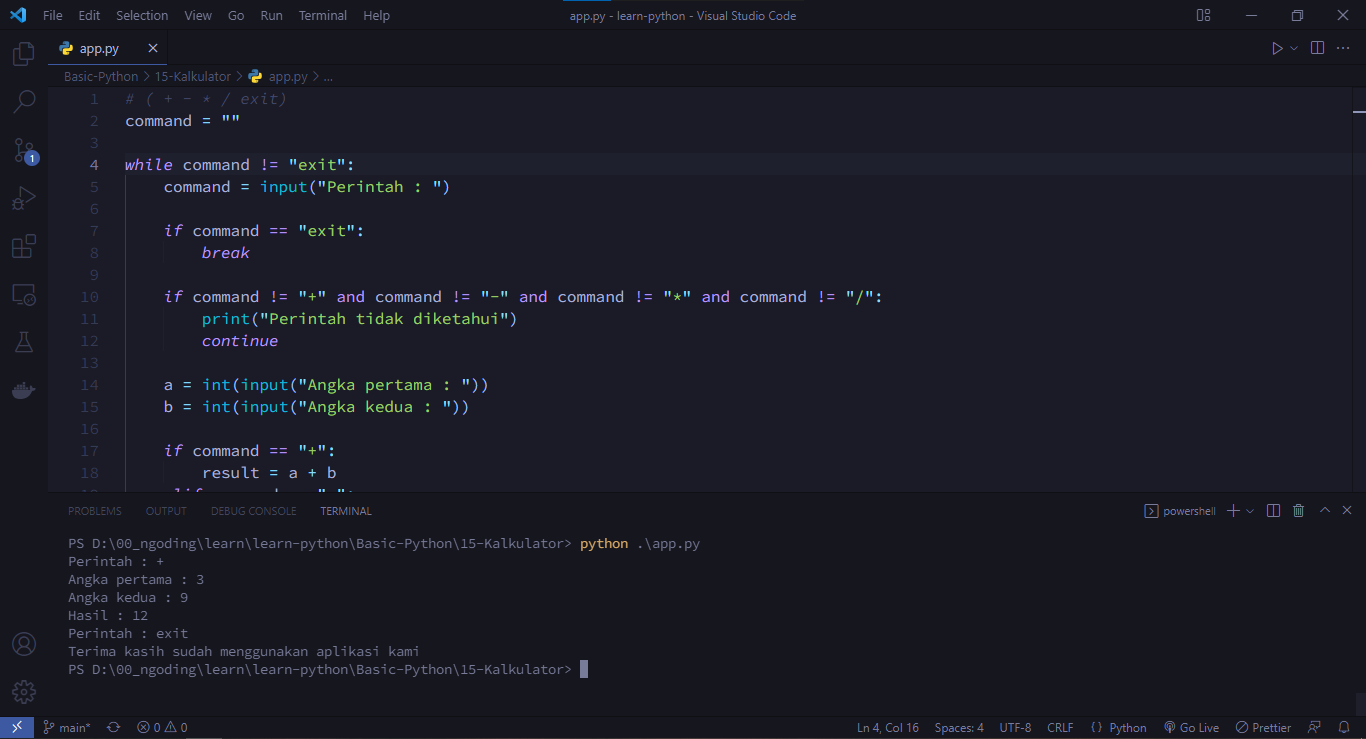 File Edit Selection View Go Run Terminal Help app.py - learn-python - Visual Studio Code
app.py
Basic-Python > 15-Kalkulator > app.py > ...
1 # ( + - * / exit)
2 command = ""
3
4 while command != "exit":
5 command = input("Perintah : ")
6
7 if command == "exit":
8 break
9
10 if command != "+" and command != "-" and command != "*" and command != "/":
11 print("Perintah tidak diketahui")
12 continue
13
14 a = int(input("Angka pertama : "))
15 b = int(input("Angka kedua : "))
16
17 if command == "+":
18 result = a + b
1
PROBLEMS OUTPUT DEBUG CONSOLE TERMINAL powershell
PS D:\00_ngoding\learn\learn-python\Basic-Python\15-Kalkulator> python .\app.py
Perintah : +
Angka pertama : 3
Angka kedua : 9
Hasil : 12
Perintah : exit
Terima kasih sudah menggunakan aplikasi kami
PS D:\00_ngoding\learn\learn-python\Basic-Python\15-Kalkulator>
main* 0 0 Ln 4, Col 16 Spaces: 4 UTF-8 CRLF {} Python Go Live Prettier